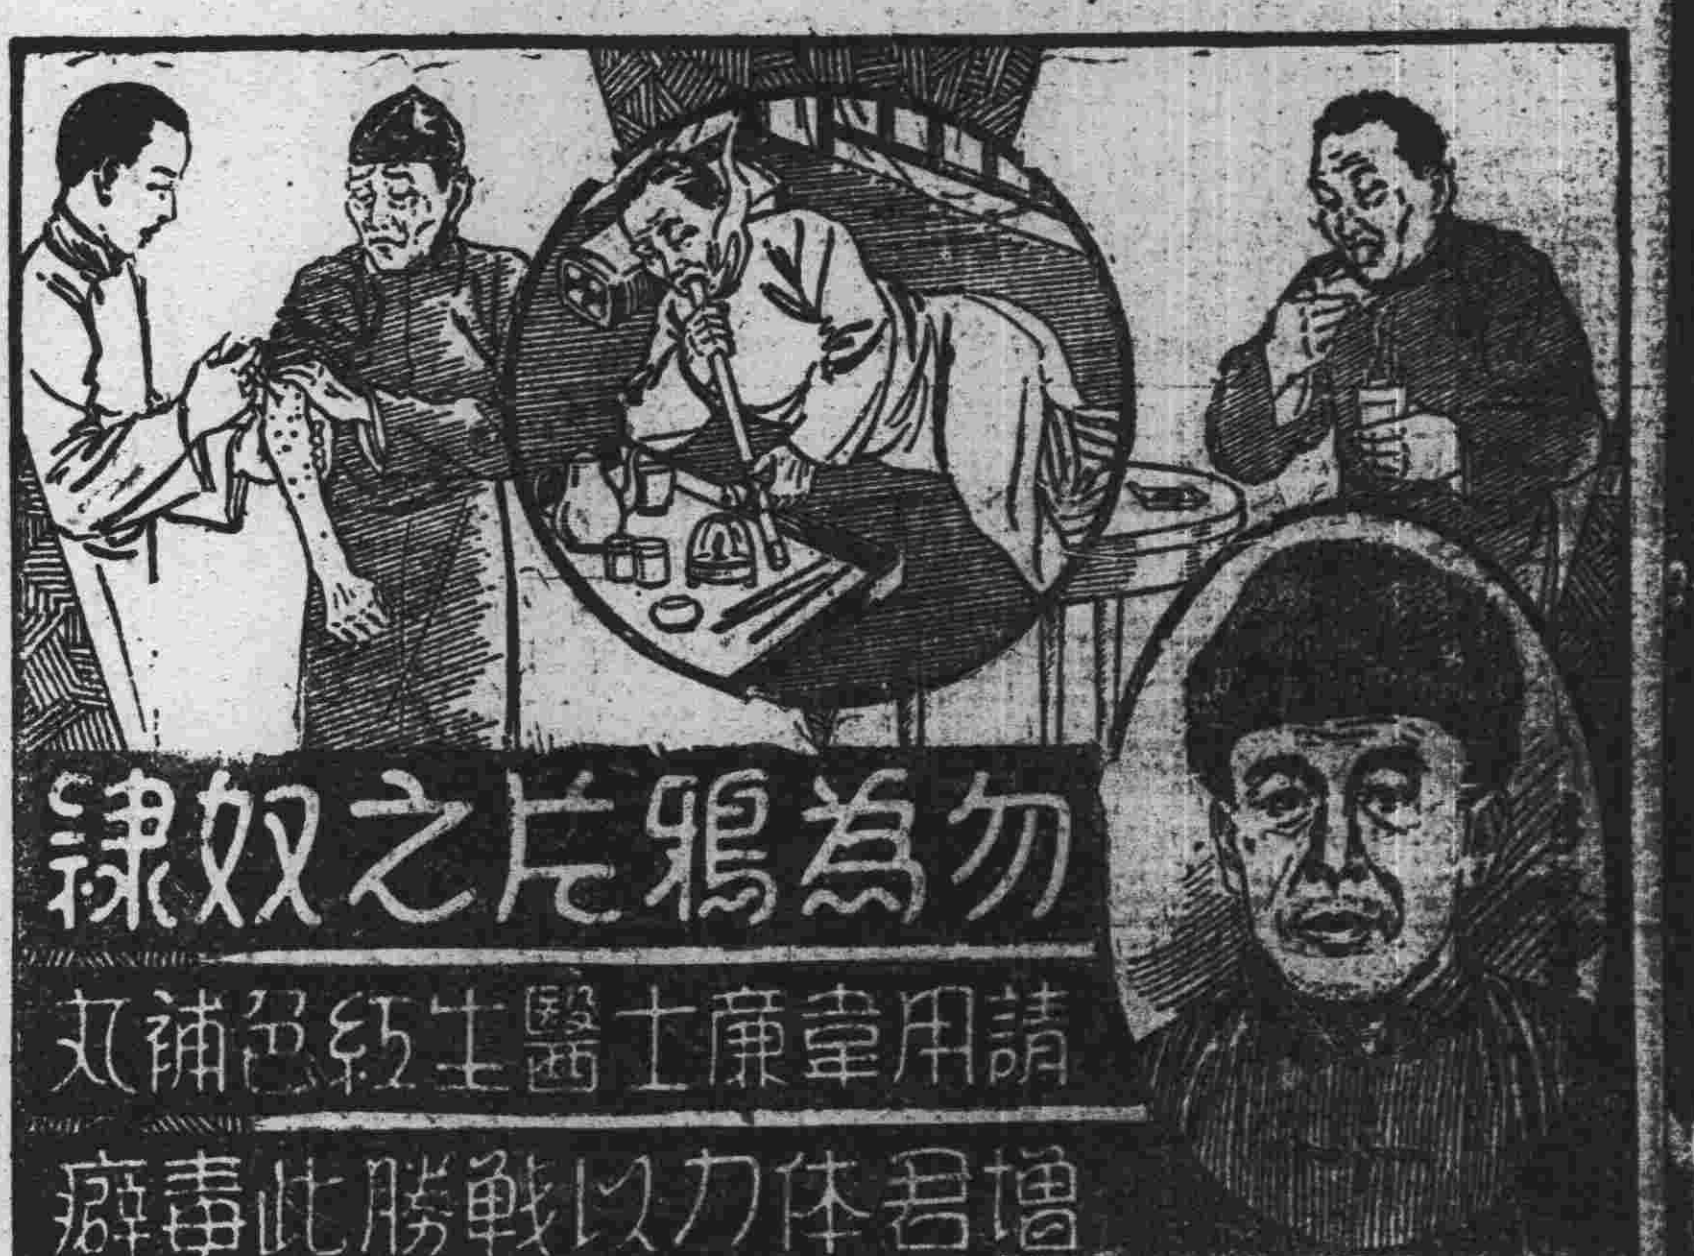 勿為鴉片之奴隸
請用韋廉士醫生紅色補丸
增君体力以战勝此毒癖